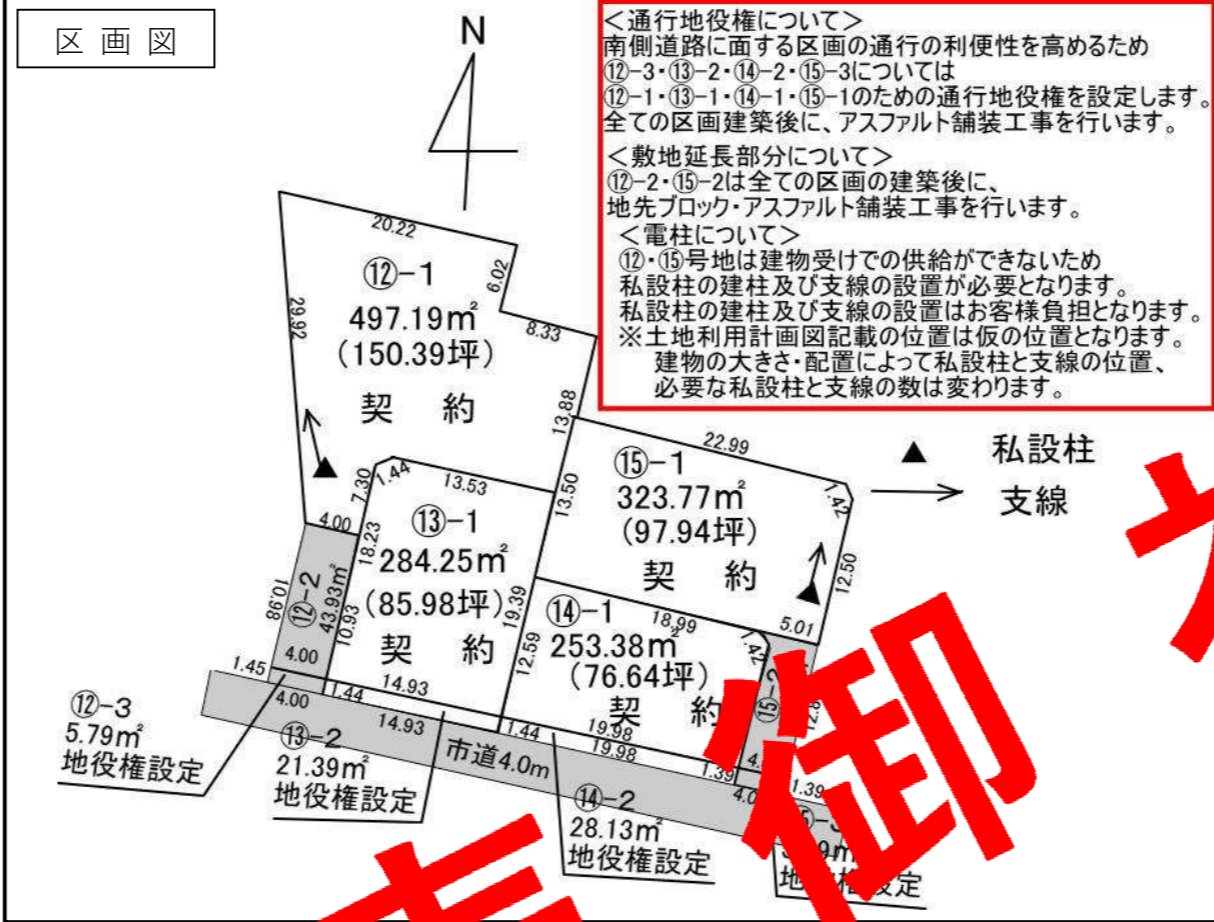 区画図
N
＜通行地役権について＞
南側道路に面する区画の通行の利便性を高めるため
⑫-3・⑬-2・⑭-2・⑮-3については
⑫-1・⑬-1・⑭-1・⑮-1のための通行地役権を設定します。
全ての区画建築後に、アスファルト舗装工事を行います。
＜敷地延長部分について＞
⑫-2・⑮-2は全ての区画の建築後に、
地先ブロック・アスファルト舗装工事を行います。
＜電柱について＞
⑫・⑮号地は建物受けでの供給ができないため
私設柱の建柱及び支線の設置が必要となります。
私設柱の建柱及び支線の設置はお客様負担となります。
※土地利用計画図記載の位置は仮の位置となります。
建物の大きさ・配置によって私設柱と支線の位置、
必要な私設柱と支線の数は変わります。
▲ 私設柱
→ 支線
20.22
6.02
8.33
29.92
13.88
⑫-1
497.19㎡
(150.39坪)
契 約
7.30
1.44
13.53
13.50
⑬-1
284.25㎡
(85.98坪)
契 約
18.23
10.93
19.39
14.93
22.99
1.42
12.50
5.01
⑮-1
323.77㎡
(97.94坪)
契 約
⑭-1
18.99
253.38㎡
(76.64坪)
契 約
1.42
12.59
19.98
4.00
10.98
⑫-2
43.93㎡
4.00
1.45
4.00
1.44
14.93
1.44
19.98
1.39
1.39
⑮-2
市道4.0m
⑫-3
5.79㎡
地役権設定
⑬-2
21.39㎡
地役権設定
⑭-2
28.13㎡
地役権設定
御